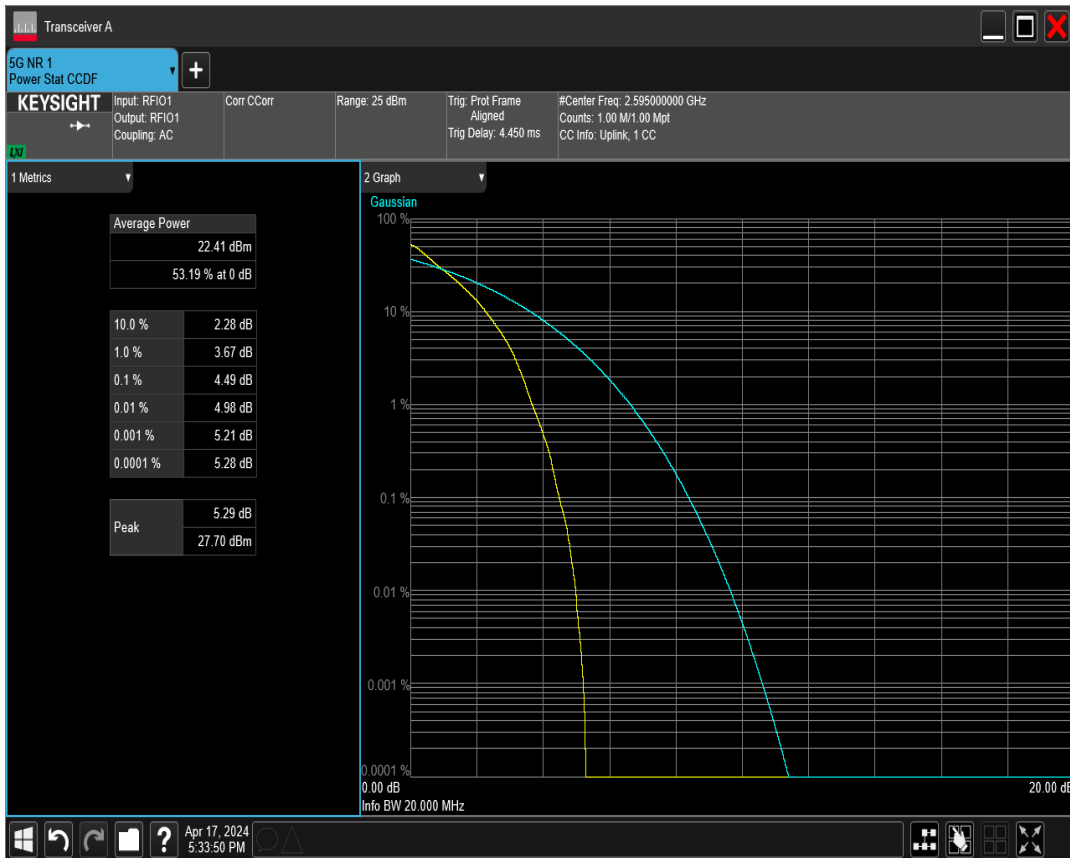 Transceiver A
5G NR 1
Power Stat CCDF
+
KEYSIGHT
LXI
Input: RFIO1
Output: RFIO1
Coupling: AC
Corr CCorr
Range: 25 dBm
Trig: Prot Frame
Aligned
Trig Delay: 4.450 ms
#Center Freq: 2.595000000 GHz
Counts: 1.00 M/1.00 Mpt
CC Info: Uplink, 1 CC
1 Metrics
Average Power
22.41 dBm
53.19 % at 0 dB
10.0 % 2.28 dB
1.0 % 3.67 dB
0.1 % 4.49 dB
0.01 % 4.98 dB
0.001 % 5.21 dB
0.0001 % 5.28 dB
Peak
5.29 dB
27.70 dBm
2 Graph
Gaussian
100 %
10 %
1 %
0.1 %
0.01 %
0.001 %
0.0001 %
0.00 dB 20.00 dB
Info BW 20.000 MHz
?
Apr 17, 2024
5:33:50 PM